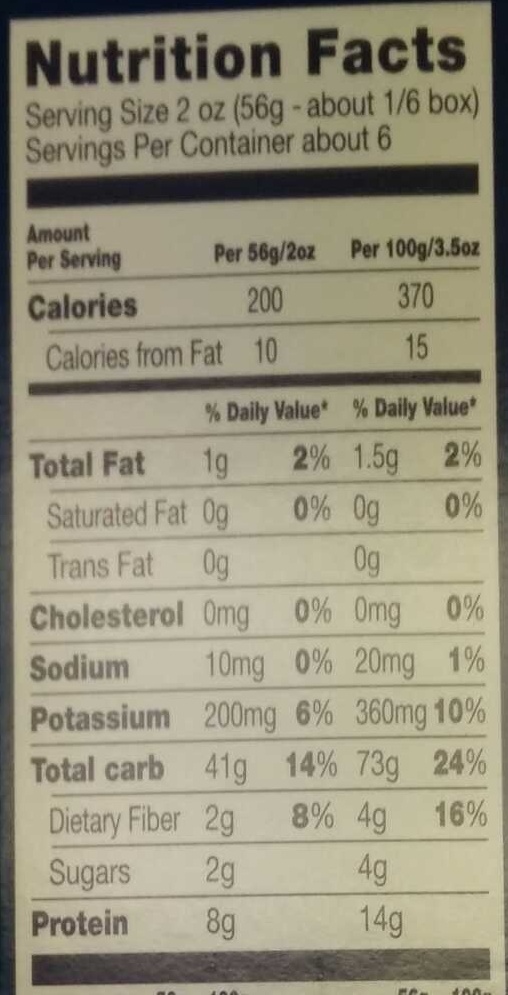 Nutrition Facts
Serving Size 2 oz (56g - about 1/6 box)
Servings Per Container about 6
Amount
Per Serving Per 56g/2oz Per 100g/3.5oz
Calories 200 370
Calories from Fat 10 15
% Daily Value* % Daily Value*
Total Fat 1g 2% 1.5g 2%
Saturated Fat 0g 0% 0g 0%
Trans Fat 0g 0g
Cholesterol 0mg 0% 0mg 0%
Sodium 10mg 0% 20mg 1%
Potassium 200mg 6% 360mg 10%
Total carb 41g 14% 73g 24%
Dietary Fiber 2g 8% 4g 16%
Sugars 2g 4g
Protein 8g 14g